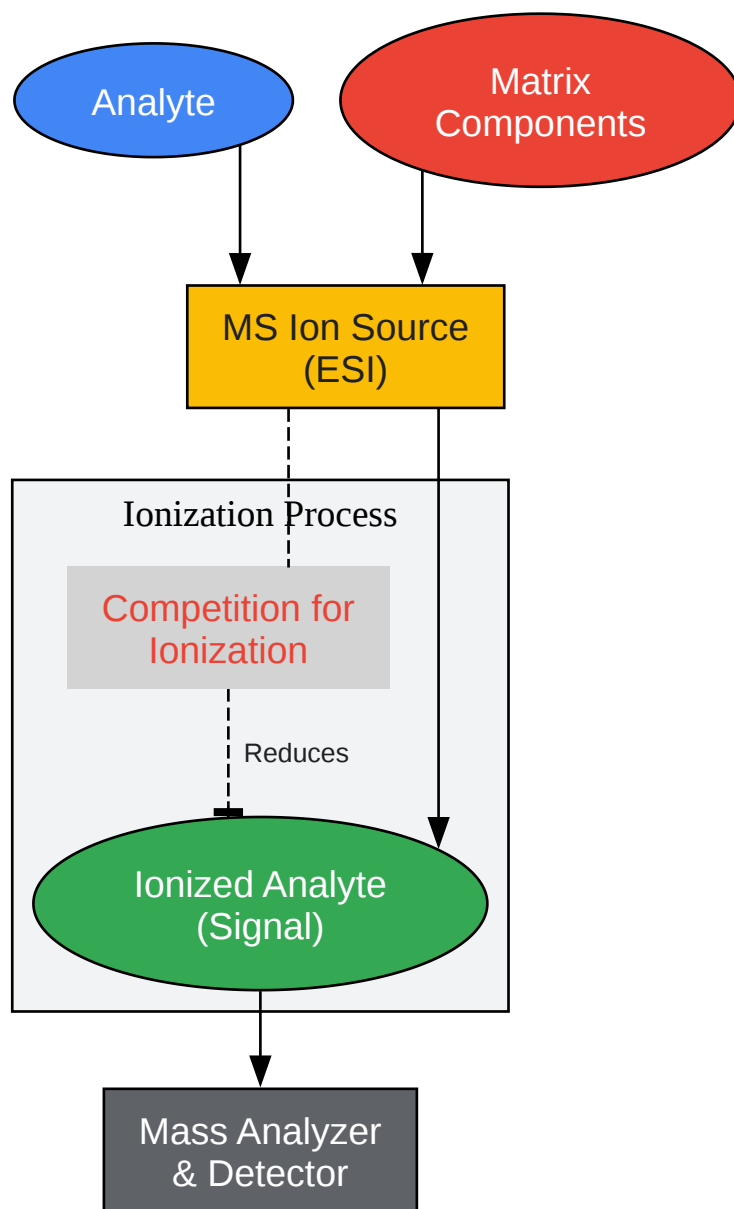 Analyte
Matrix
Components
MS Ion Source
(ESI)
Ionization Process
Competition for
Ionization
Reduces
Ionized Analyte
(Signal)
Mass Analyzer
& Detector